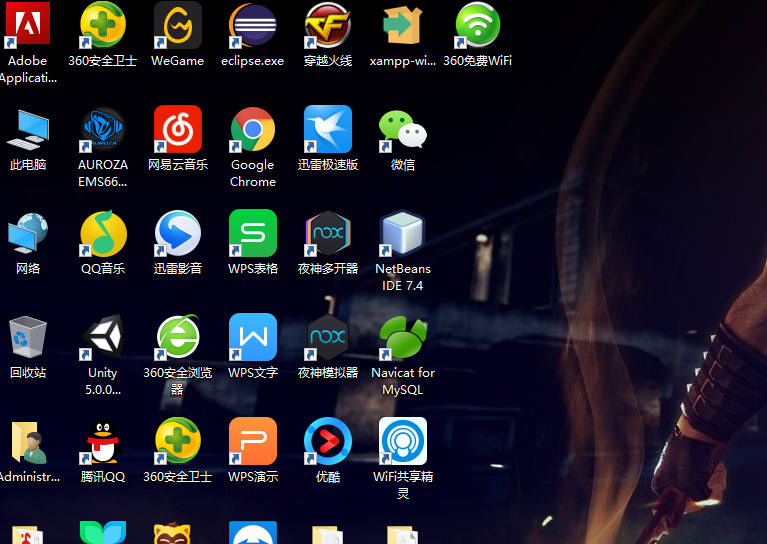 Adobe
Applicati...
360安全卫士
WeGame
eclipse.exe
穿越火线
xampp-wi...
360免费WiFi
此电脑
AUROZA
EMS66...
网易云音乐
Google
Chrome
迅雷极速版
微信
网络
QQ音乐
迅雷影音
S
WPS表格
nox
夜神多开器
NetBeans
IDE 7.4
回收站
Unity
5.0.0...
360安全浏览
器
W
WPS文字
nox
夜神模拟器
Navicat for
MySQL
Administr...
腾讯QQ
360安全卫士
P
WPS演示
优酷
WiFi共享精
灵